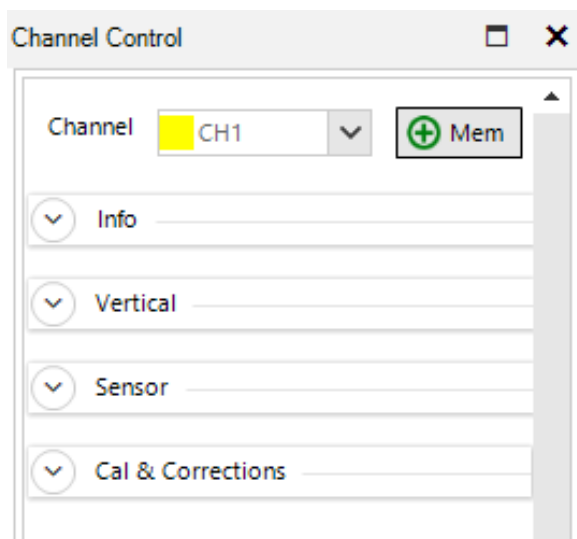 Channel Control
Channel CH1 Mem
Info
Vertical
Sensor
Cal & Corrections